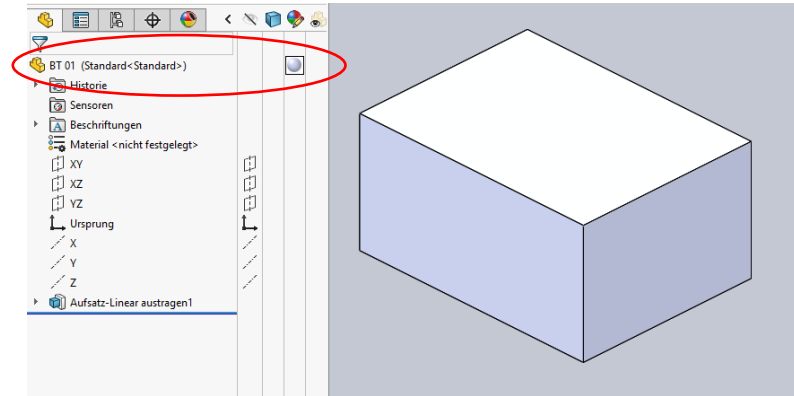 BT 01 (Standard<Standard>)
Historie
Sensoren
Beschriftungen
Material <nicht festgelegt>
XY
XZ
YZ
Ursprung
X
Y
Z
Aufsatz-Linear austragen1